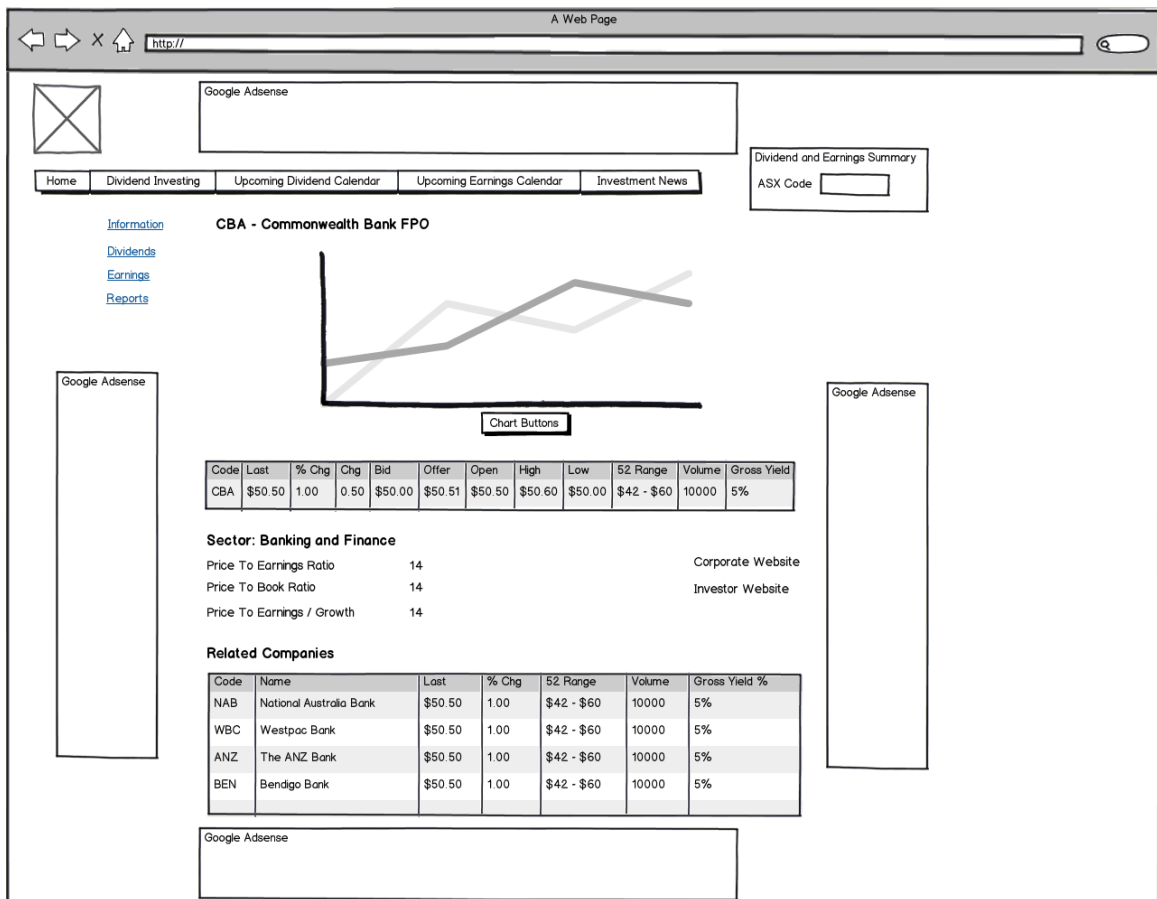 A Web Page
http://
Google Adsense
Dividend and Earnings Summary
ASX Code
Home Dividend Investing Upcoming Dividend Calendar Upcoming Earnings Calendar Investment News
Information
Dividends
Earnings
Reports
CBA - Commonwealth Bank FPO
Google Adsense
Google Adsense
Chart Buttons
Code Last % Chg Chg Bid Offer Open High Low 52 Range Volume Gross Yield
CBA $50.50 1.00 0.50 $50.00 $50.51 $50.50 $50.60 $50.00 $42 - $60 10000 5%
Sector: Banking and Finance
Price To Earnings Ratio 14
Price To Book Ratio 14
Price To Earnings / Growth 14
Corporate Website
Investor Website
Related Companies
Code Name Last % Chg 52 Range Volume Gross Yield %
NAB National Australia Bank $50.50 1.00 $42 - $60 10000 5%
WBC Westpac Bank $50.50 1.00 $42 - $60 10000 5%
ANZ The ANZ Bank $50.50 1.00 $42 - $60 10000 5%
BEN Bendigo Bank $50.50 1.00 $42 - $60 10000 5%
Google Adsense